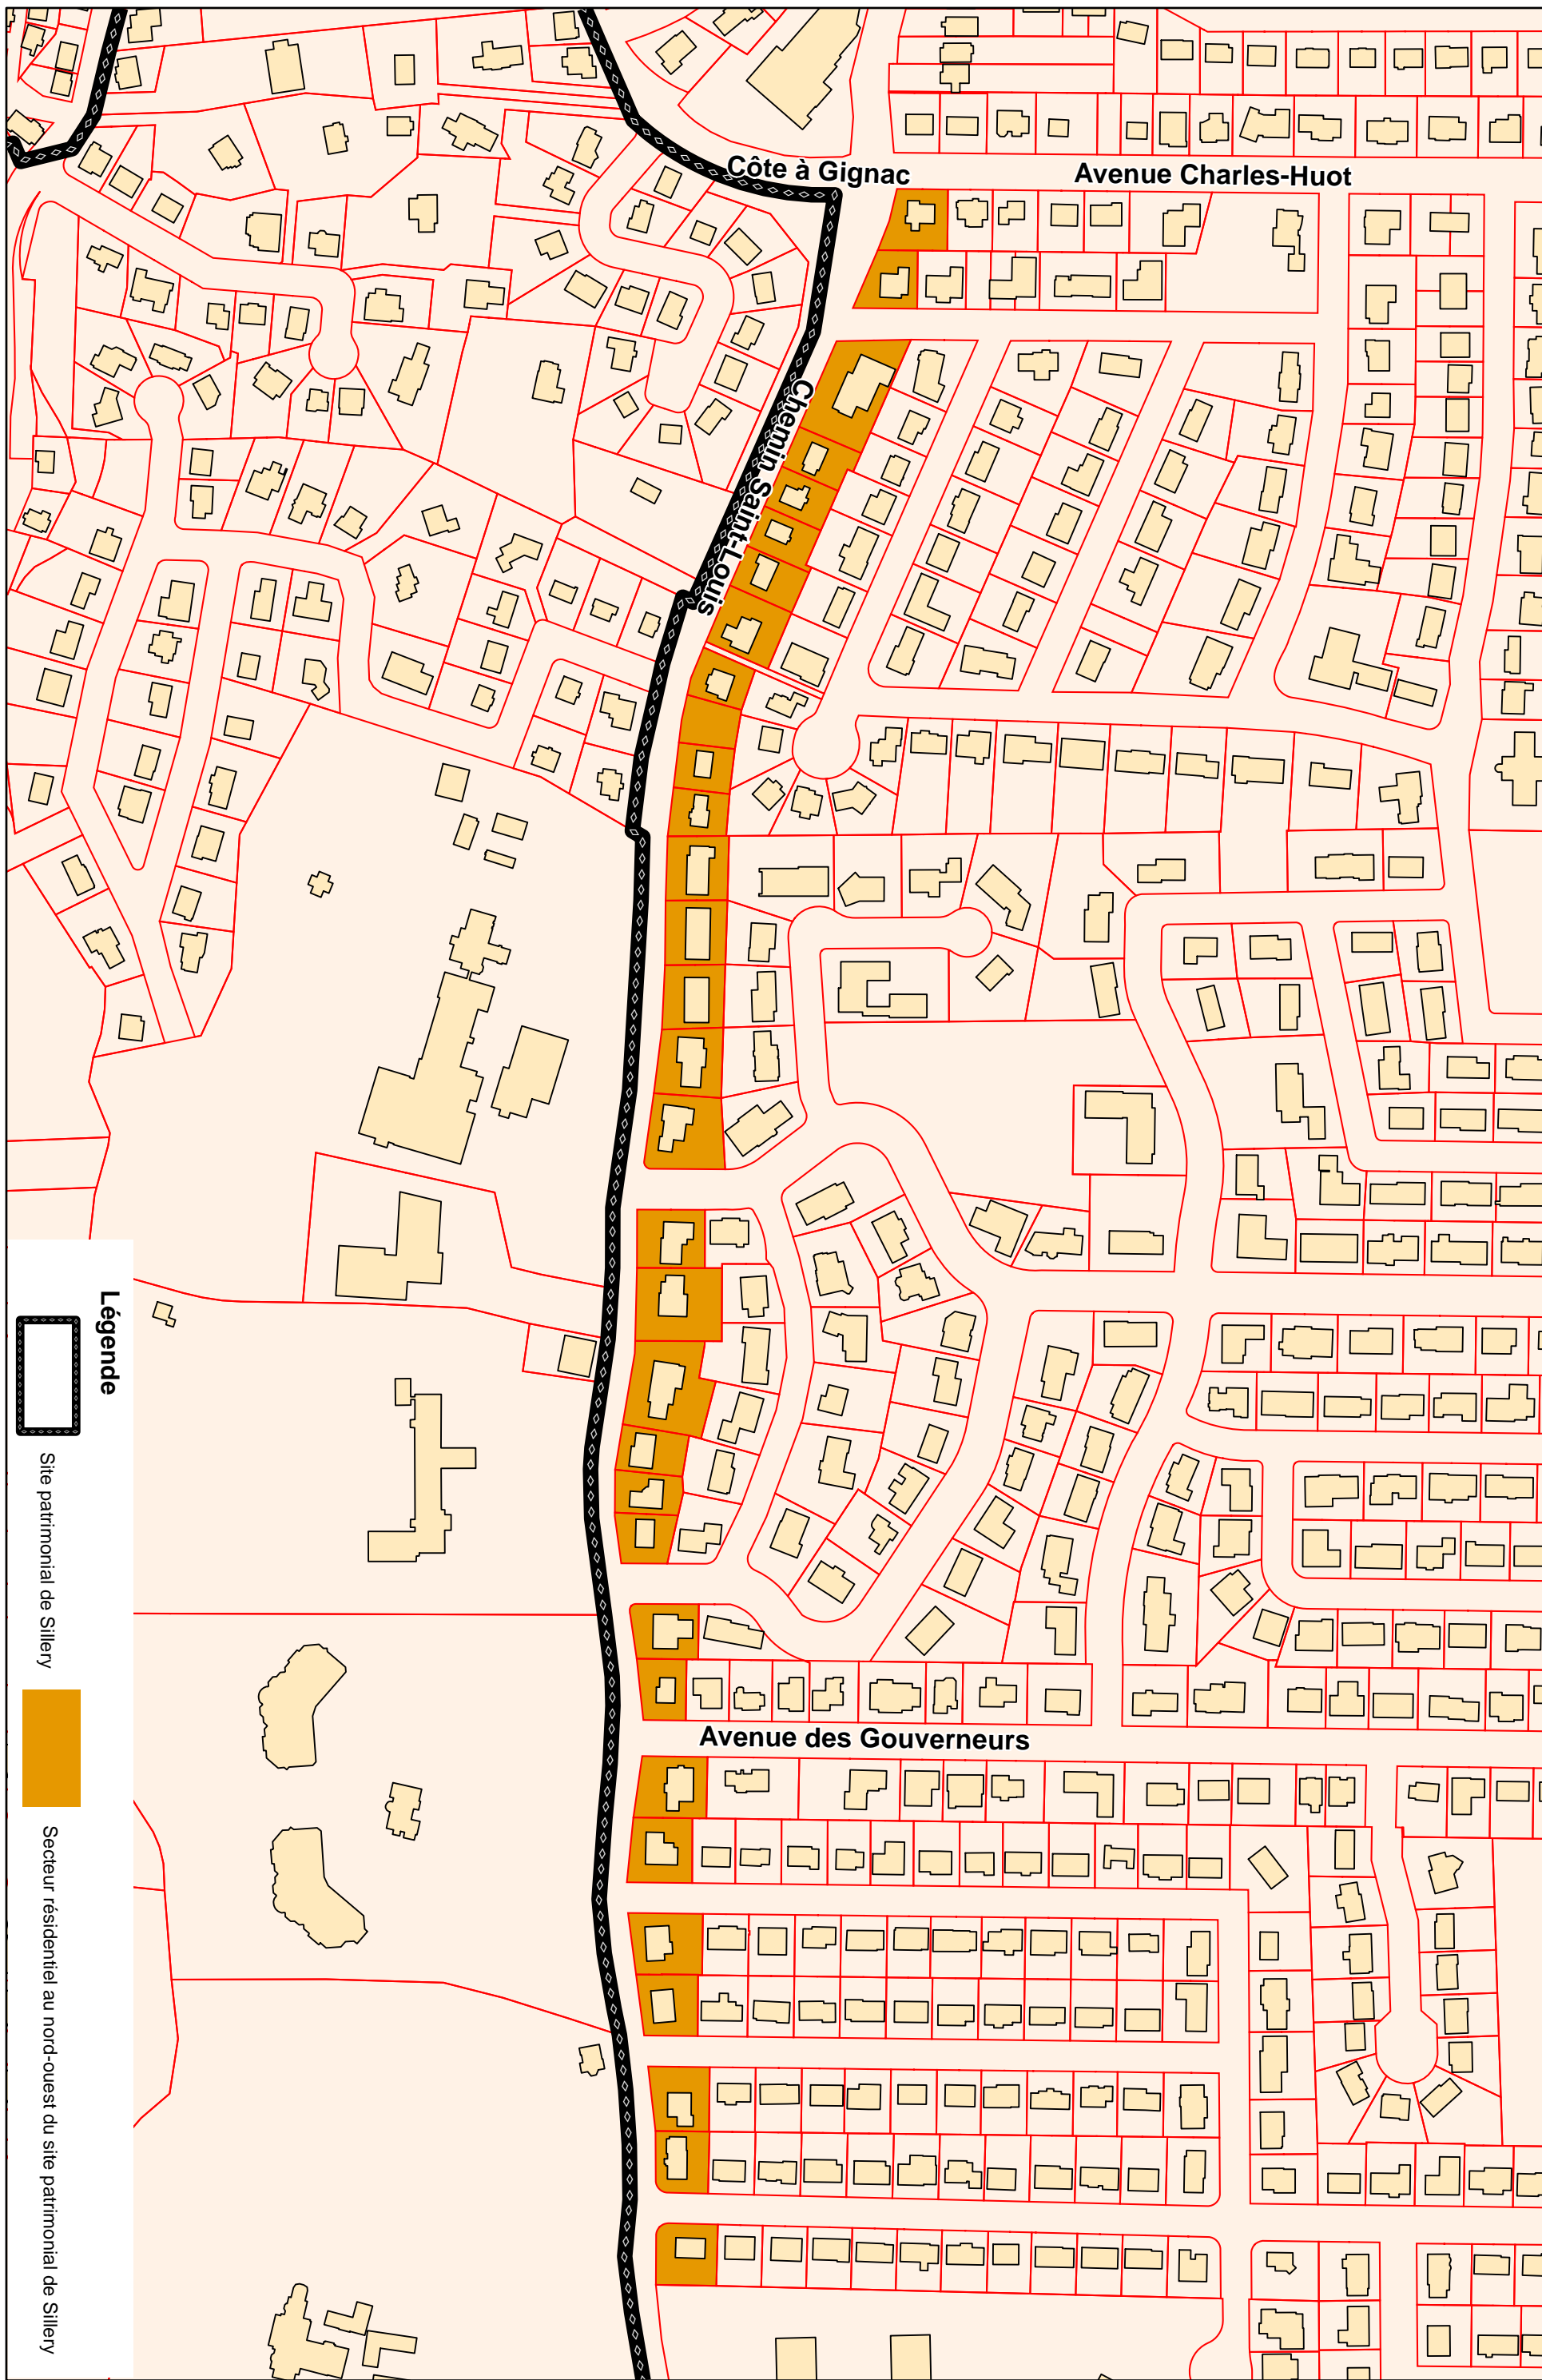 Côte à Gignac
Avenue Charles-Huot
Chemin Saint-Louis
Avenue des Gouverneurs
Légende
Site patrimonial de Sillery
Secteur résidentiel au nord-ouest du site patrimonial de Sillery